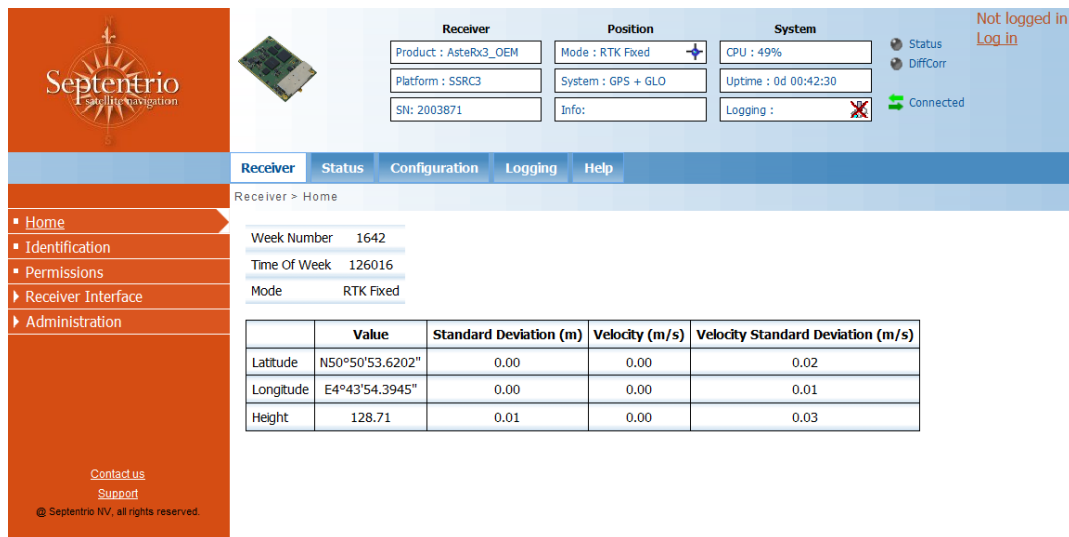 N
Septentrio
satellite navigation
S
Receiver
Product : AsteRx3_OEM
Platform : SSRC3
SN: 2003871
Position
Mode : RTK Fixed
System : GPS + GLO
Info:
System
CPU : 49%
Uptime : 0d 00:42:30
Logging :
Status
DiffCorr
Connected
Not logged in
Log in
Receiver Status Configuration Logging Help
Receiver > Home
Home
Identification
Permissions
Receiver Interface
Administration
Contact us
Support
@ Septentrio NV, all rights reserved.
Week Number 1642
Time Of Week 126016
Mode RTK Fixed
Value Standard Deviation (m) Velocity (m/s) Velocity Standard Deviation (m/s)
Latitude N50°50'53.6202" 0.00 0.00 0.02
Longitude E4°43'54.3945" 0.00 0.00 0.01
Height 128.71 0.01 0.00 0.03